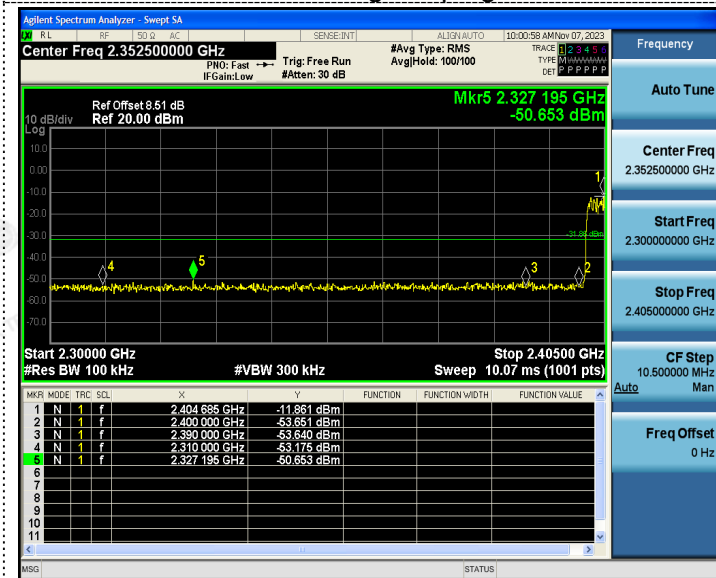 Agilent Spectrum Analyzer - Swept SA
LXI RL RF 50 Ω AC SENSE:INT ALIGN AUTO 10:00:58 AM Nov 07, 2023
Center Freq 2.352500000 GHz #Avg Type: RMS TRACE 1 2 3 4 5 6
PNO: Fast Trig: Free Run Avg|Hold: 100/100 TYPE M
IFGain:Low #Atten: 30 dB DET P P P P P P
Mkr5 2.327 195 GHz
Ref Offset 8.51 dB
10 dB/div Ref 20.00 dBm -50.653 dBm
Log
10.0
0.00
-10.0
-20.0
-30.0
-40.0
-50.0
-60.0
-70.0
1
2
3
4
5
Start 2.30000 GHz Stop 2.40500 GHz
#Res BW 100 kHz #VBW 300 kHz Sweep 10.07 ms (1001 pts)
MKR MODE TRC SCL X Y FUNCTION FUNCTION WIDTH FUNCTION VALUE
1 N 1 f 2.404 685 GHz -11.861 dBm
2 N 1 f 2.400 000 GHz -53.651 dBm
3 N 1 f 2.390 000 GHz -53.640 dBm
4 N 1 f 2.310 000 GHz -53.175 dBm
5 N 1 f 2.327 195 GHz -50.653 dBm
6
7
8
9
10
11
MSG STATUS
Frequency
Auto Tune
Center Freq
2.352500000 GHz
Start Freq
2.300000000 GHz
Stop Freq
2.405000000 GHz
CF Step
10.500000 MHz
Auto Man
Freq Offset
0 Hz